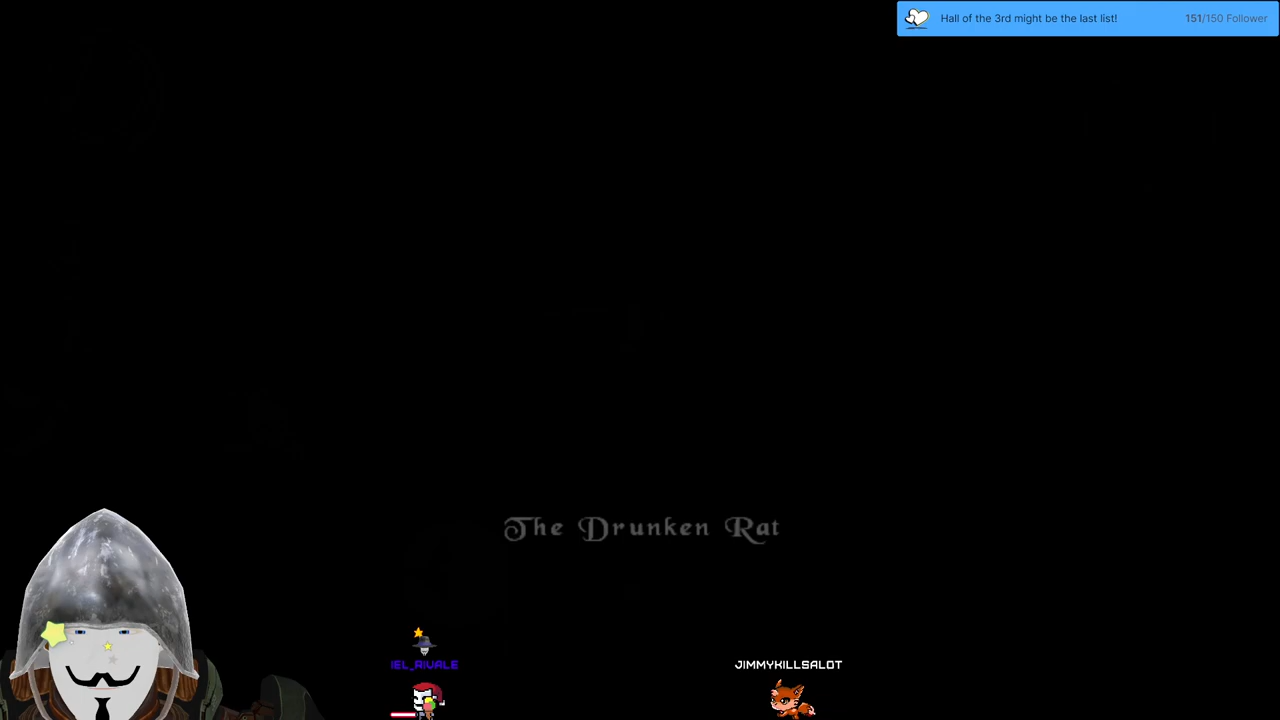 Hall of the 3rd might be the last list! 151/150 Follower
The Drunken Rat
IEL_RIVALE
JIMMYKILLSALOT